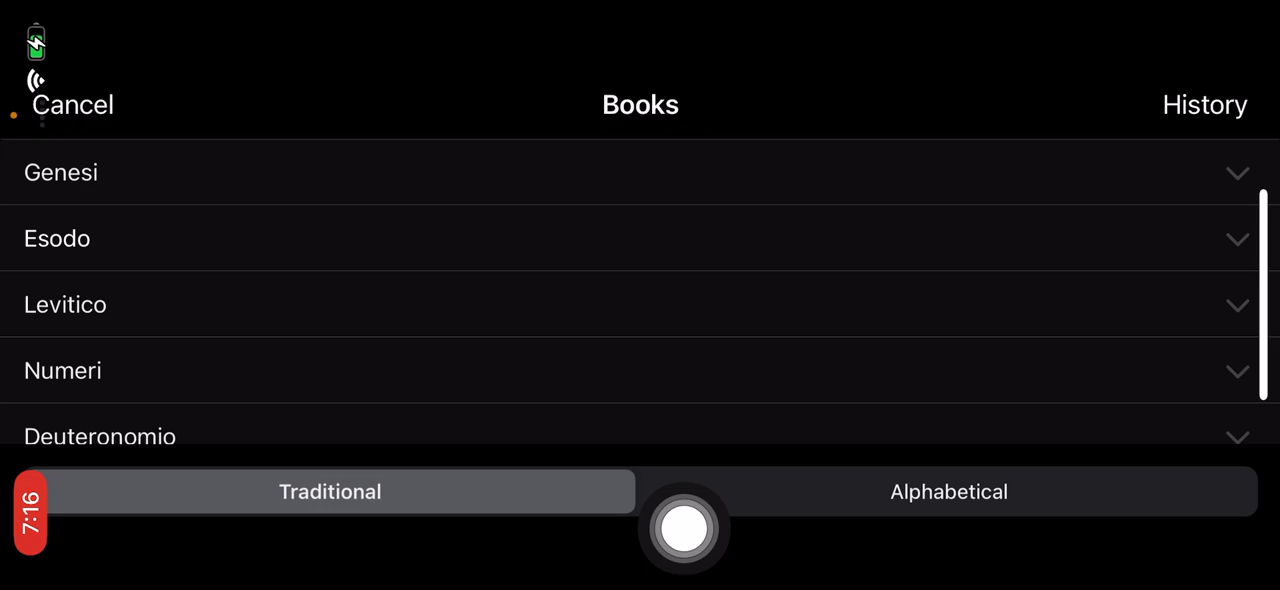 Cancel Books History
Genesi
Esodo
Levitico
Numeri
Deuteronomio
Traditional Alphabetical
7:16